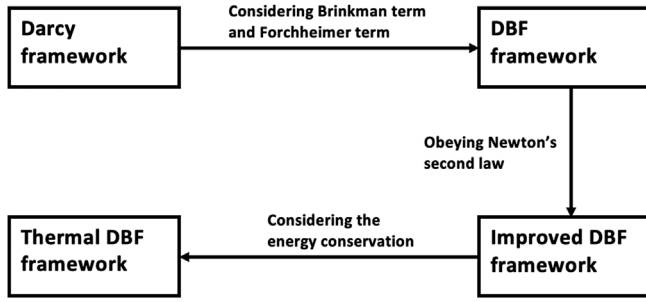 Darcy
framework
Considering Brinkman term
and Forchheimer term
DBF
framework
Obeying Newton's
second law
Improved DBF
framework
Considering the
energy conservation
Thermal DBF
framework